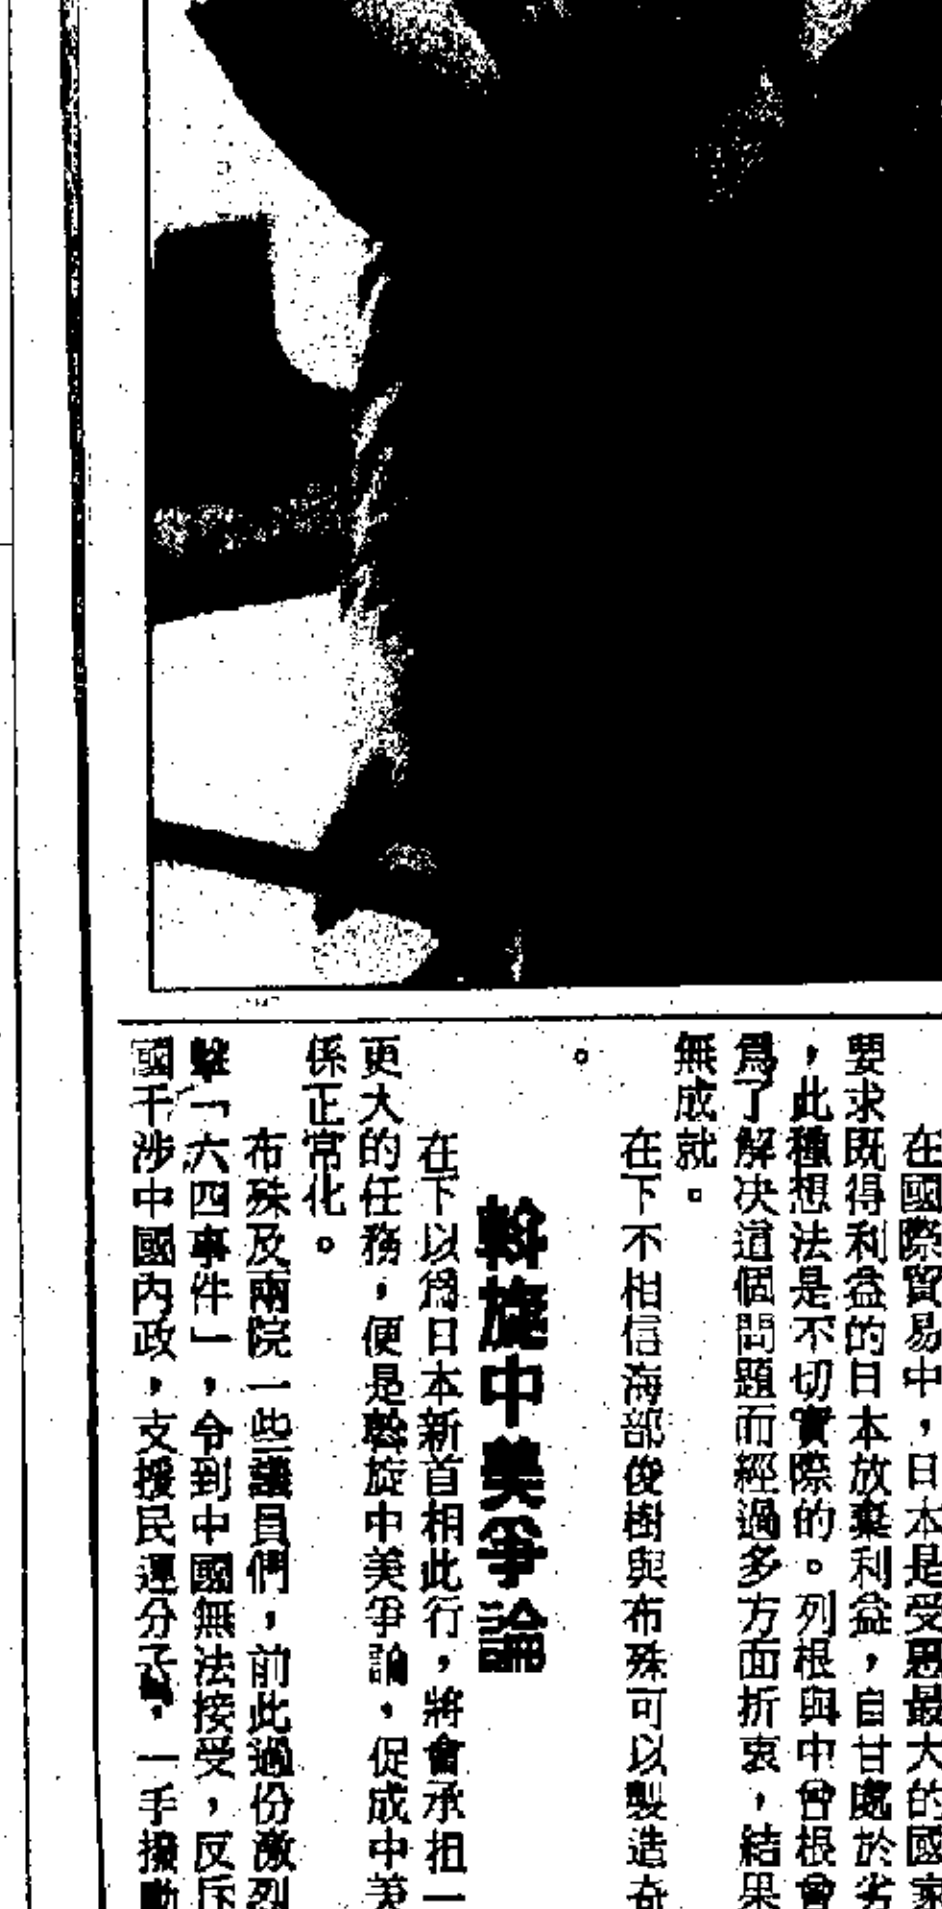 在國際貿易中，日本是受惠最大的國家
要求既得利益的日本放棄利益，自甘處於劣
，此種想法是不切實際的。列根與中曾根曾
爲了解决這個問題而經過多方面折衷，結果
無成就。
在下不相信海部俊樹與布殊可以製造奇
。
斡旋中美爭論
在下以爲日本新首相此行，將會承担一
更大的任務，便是斡旋中美爭論，促成中美
係正常化。
布殊及兩院一些議員們，前此過份激烈
擊「六四事件」，令到中國無法接受，反斥
國干涉中國內政，支援民運分子，一手撥動